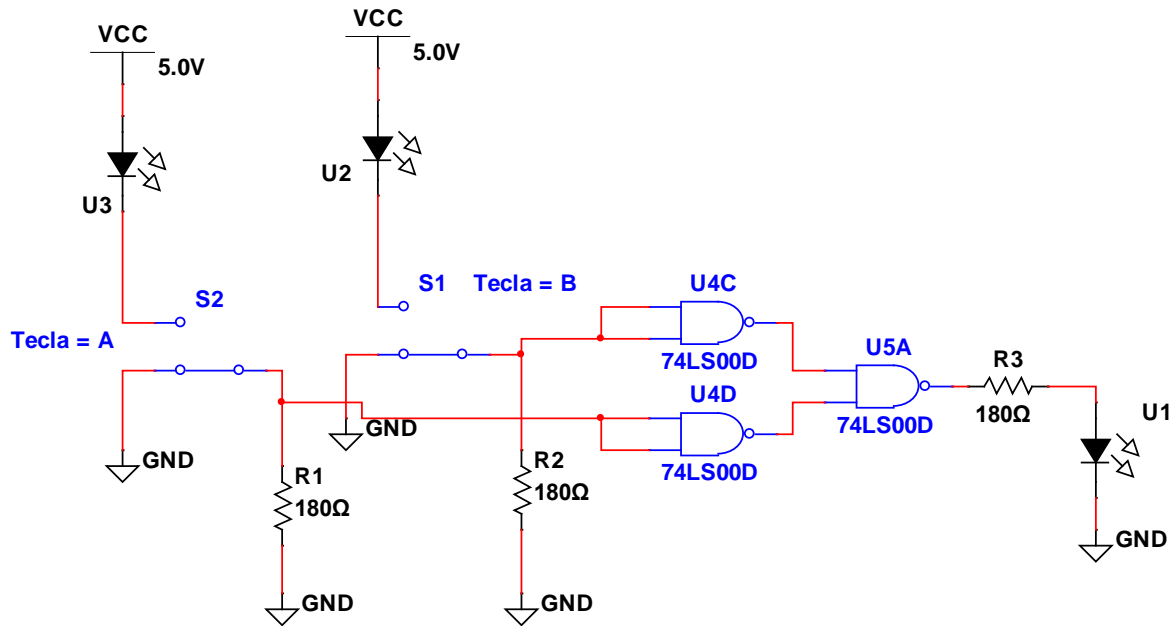 VCC
5.0V
VCC
5.0V
U3
U2
S2
S1
Tecla = B
Tecla = A
U4C
74LS00D
U4D
74LS00D
U5A
74LS00D
R3
180Ω
U1
GND
GND
R1
180Ω
R2
180Ω
GND
GND
GND